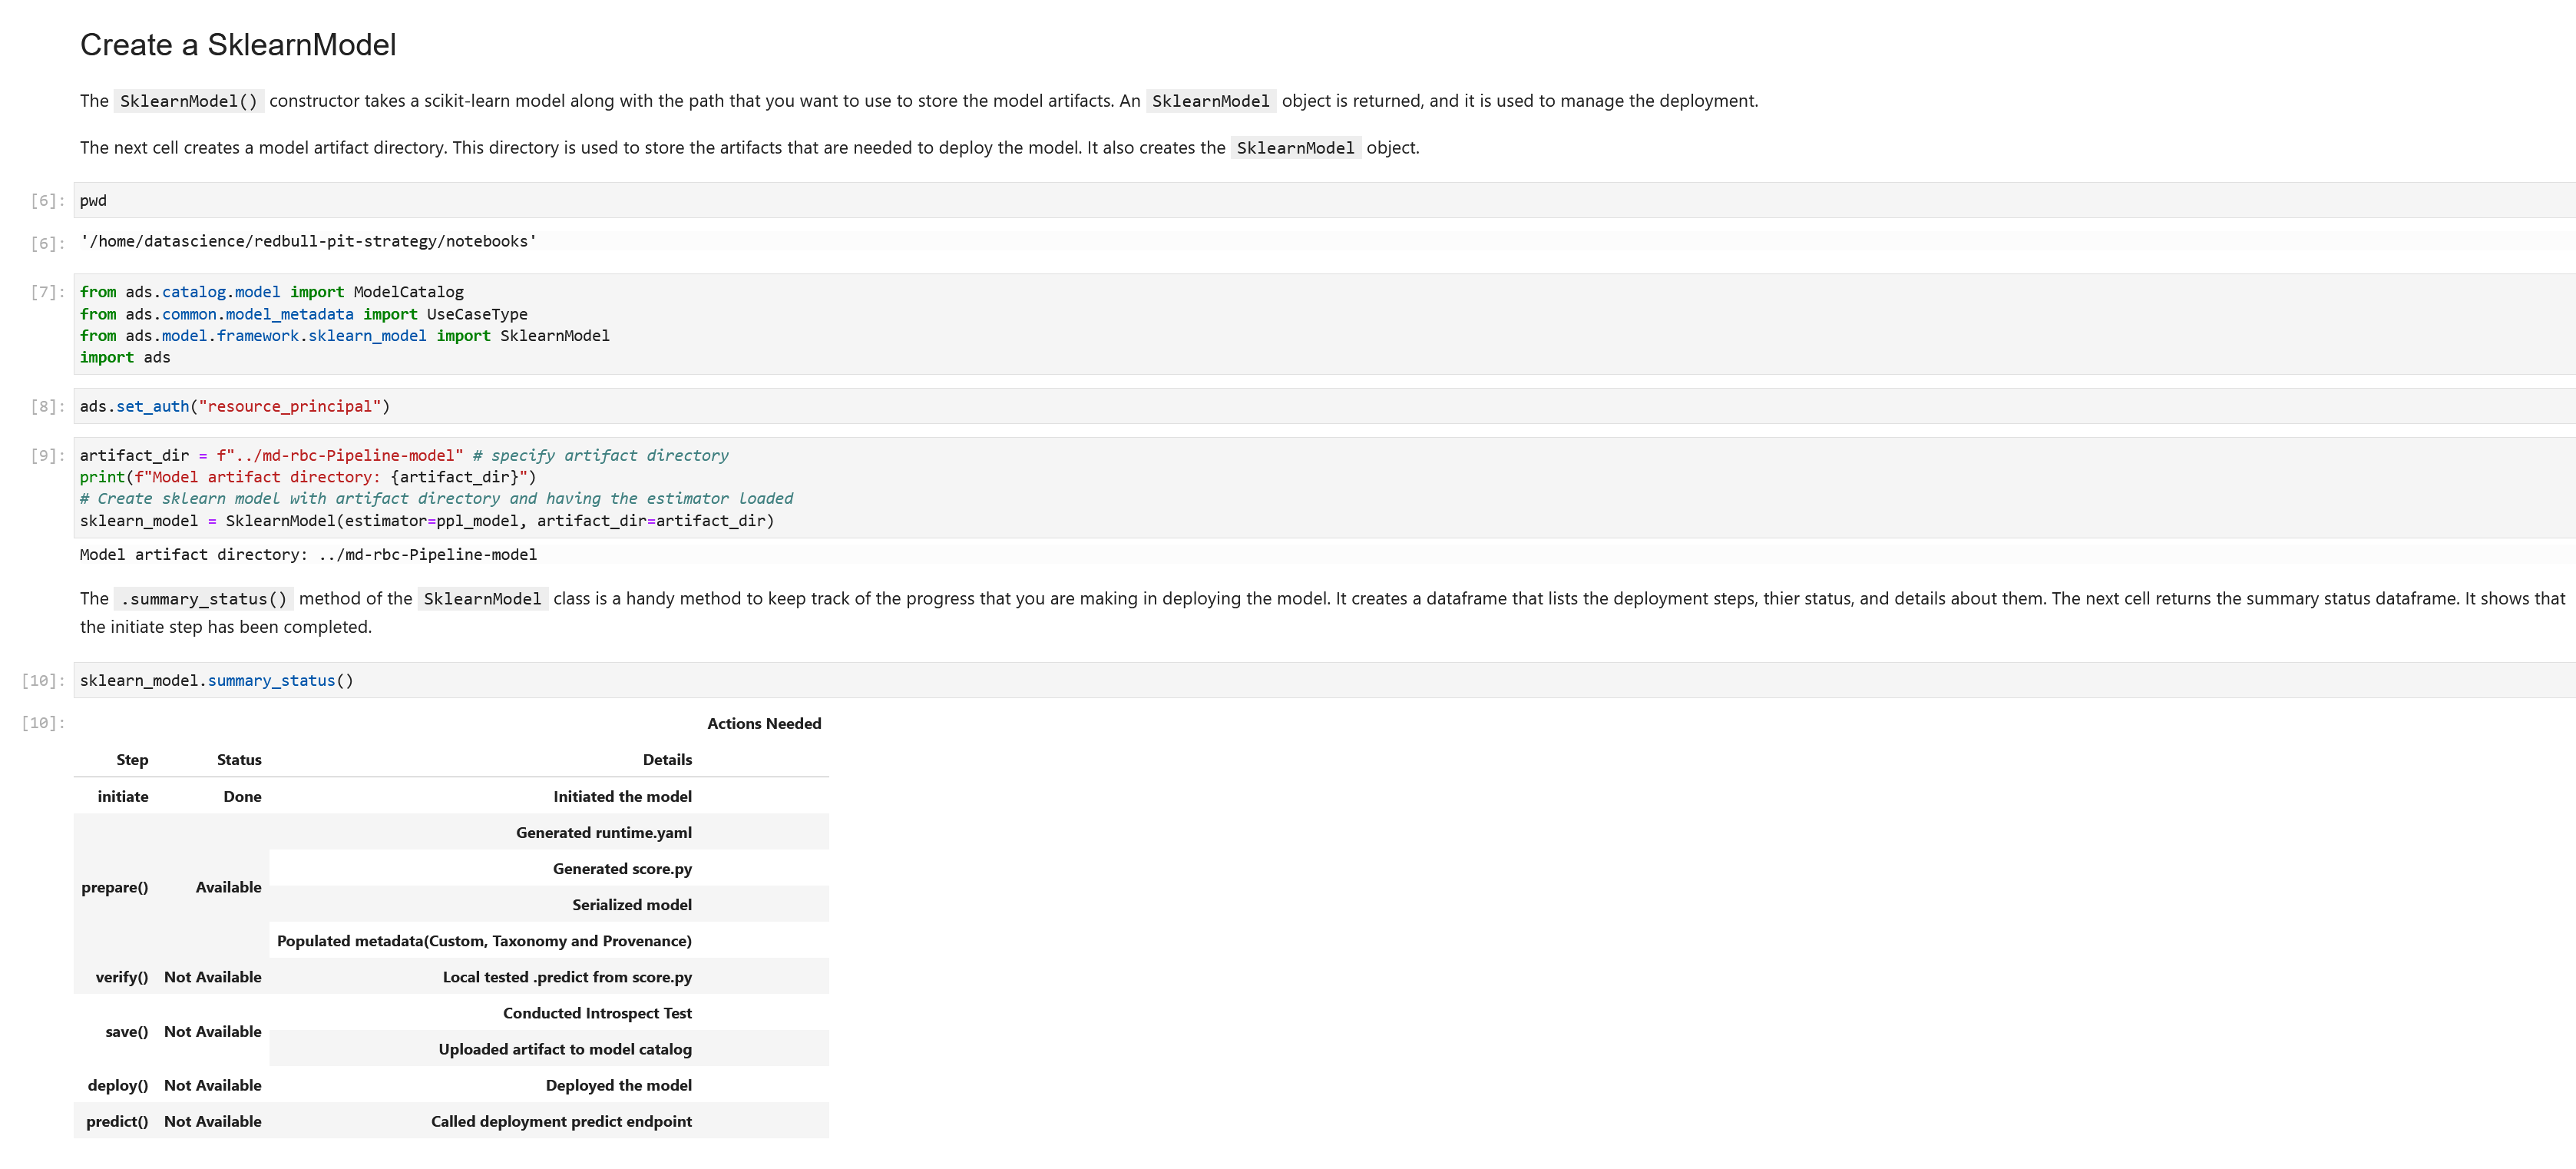 Create a SklearnModel
The SklearnModel() constructor takes a scikit-learn model along with the path that you want to use to store the model artifacts. An SklearnModel object is returned, and it is used to manage the deployment.
The next cell creates a model artifact directory. This directory is used to store the artifacts that are needed to deploy the model. It also creates the SklearnModel object.
[6]: pwd
[6]: '/home/datascience/redbull-pit-strategy/notebooks'
[7]: from ads.catalog.model import ModelCatalog
from ads.common.model_metadata import UseCaseType
from ads.model.framework.sklearn_model import SklearnModel
import ads
[8]: ads.set_auth("resource_principal")
[9]: artifact_dir = f"../md-rbc-Pipeline-model" # specify artifact directory
print(f"Model artifact directory: {artifact_dir}")
# Create sklearn model with artifact directory and having the estimator loaded
sklearn_model = SklearnModel(estimator=ppl_model, artifact_dir=artifact_dir)
Model artifact directory: ../md-rbc-Pipeline-model
The .summary_status() method of the SklearnModel class is a handy method to keep track of the progress that you are making in deploying the model. It creates a dataframe that lists the deployment steps, thier status, and details about them. The next cell returns the summary status dataframe. It shows that
the initiate step has been completed.
[10]: sklearn_model.summary_status()
[10]: Actions Needed
Step Status Details
initiate Done Initiated the model
Generated runtime.yaml
Generated score.py
prepare() Available
Serialized model
Populated metadata(Custom, Taxonomy and Provenance)
verify() Not Available Local tested .predict from score.py
Conducted Introspect Test
save() Not Available
Uploaded artifact to model catalog
deploy() Not Available Deployed the model
predict() Not Available Called deployment predict endpoint